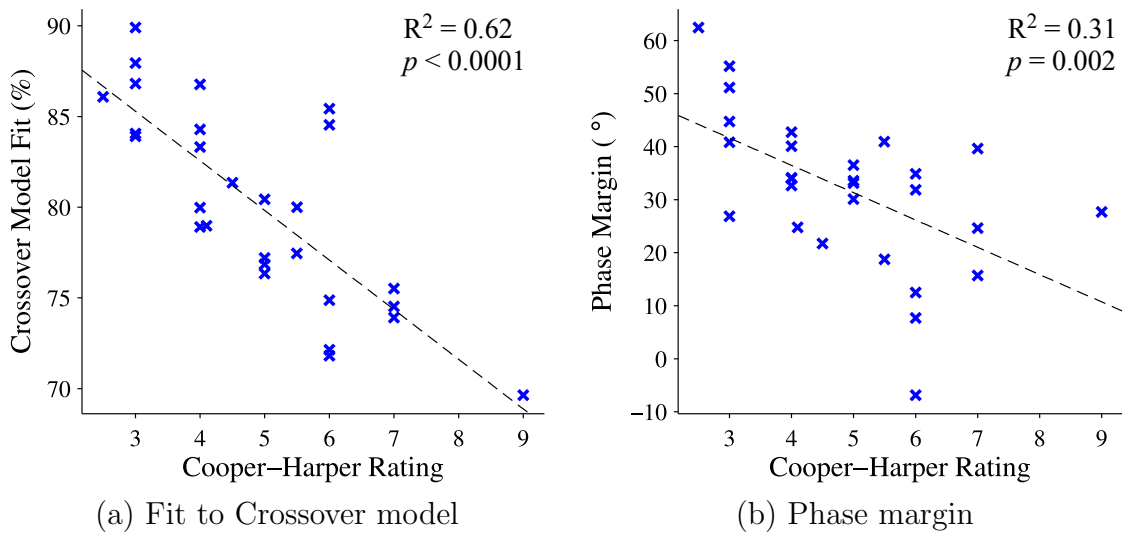 R² = 0.62
p < 0.0001
Crossover Model Fit (%)
90
85
80
75
70
3 4 5 6 7 8 9
Cooper−Harper Rating
(a) Fit to Crossover model
R² = 0.31
p = 0.002
Phase Margin ( °)
60
50
40
30
20
10
0
−10
3 4 5 6 7 8 9
Cooper−Harper Rating
(b) Phase margin